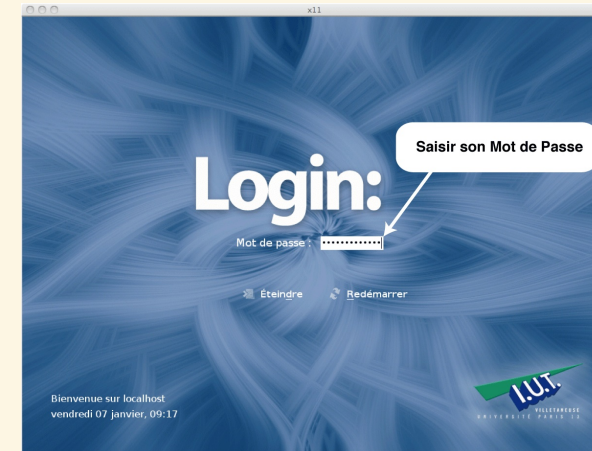 x11
Saisir son Mot de Passe
Login:
Mot de passe : ••••••••••••
Éteindre Redémarrer
I.U.T.
VILLETANEUSE
UNIVERSITÉ PARIS 13
Bienvenue sur localhost
vendredi 07 janvier, 09:17